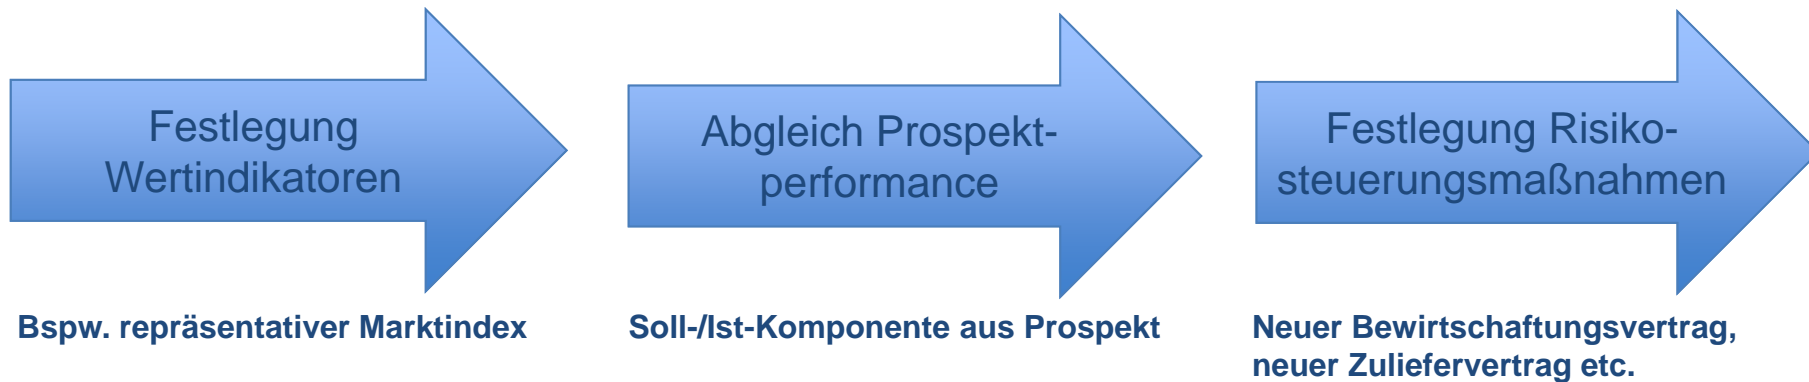 Festlegung
Wertindikatoren
Bspw. repräsentativer Marktindex
Abgleich Prospekt-
performance
Soll-/Ist-Komponente aus Prospekt
Festlegung Risiko-
steuerungsmaßnahmen
Neuer Bewirtschaftungsvertrag,
neuer Zuliefervertrag etc.